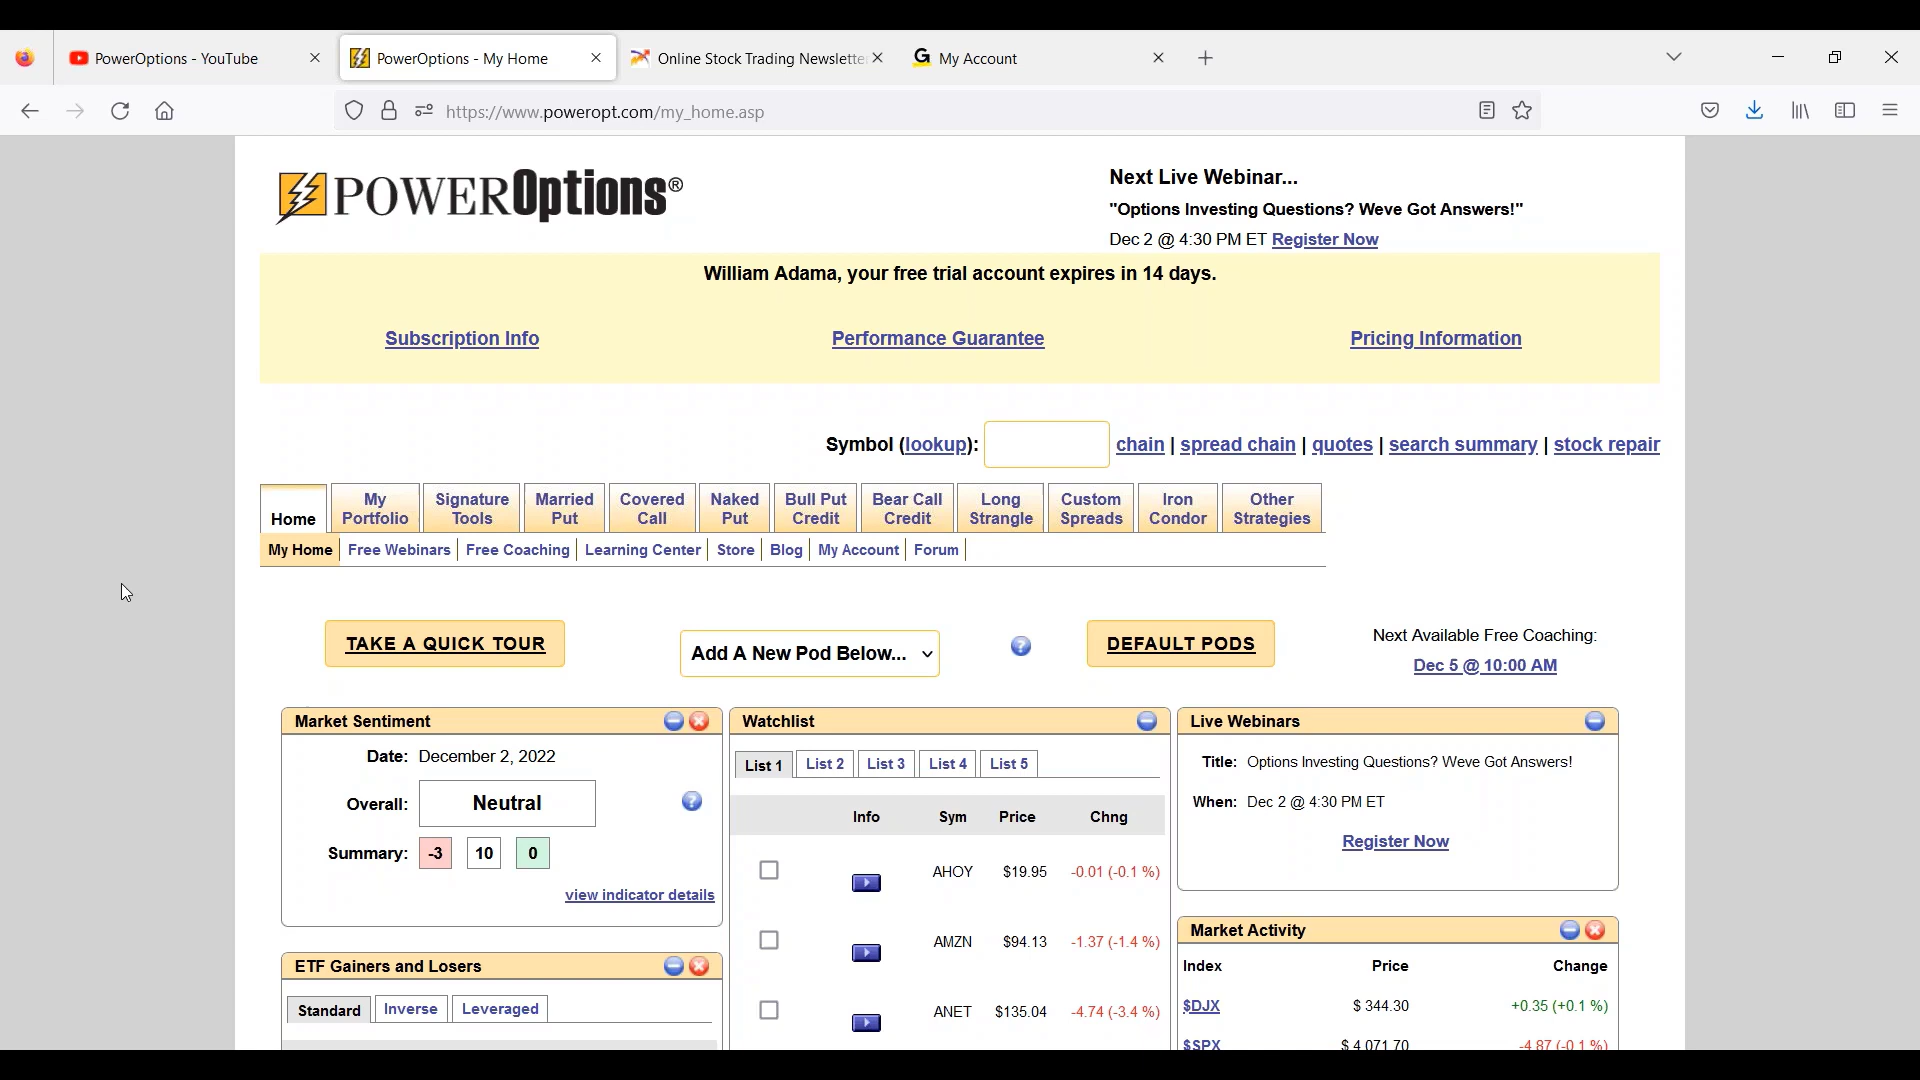 PowerOptions - YouTube
PowerOptions - My Home
Online Stock Trading Newslette
G My Account
https://www.poweropt.com/my_home.asp
POWEROptions®
Next Live Webinar...
"Options Investing Questions? Weve Got Answers!"
Dec 2 @ 4:30 PM ET Register Now
William Adama, your free trial account expires in 14 days.
Subscription Info
Performance Guarantee
Pricing Information
Symbol (lookup): chain | spread chain | quotes | search summary | stock repair
Home
My Portfolio
Signature Tools
Married Put
Covered Call
Naked Put
Bull Put Credit
Bear Call Credit
Long Strangle
Custom Spreads
Iron Condor
Other Strategies
My Home | Free Webinars | Free Coaching | Learning Center | Store | Blog | My Account | Forum |
TAKE A QUICK TOUR
Add A New Pod Below...
?
DEFAULT PODS
Next Available Free Coaching:
Dec 5 @ 10:00 AM
Market Sentiment
Date: December 2, 2022
Overall: Neutral
?
Summary: -3 10 0
view indicator details
ETF Gainers and Losers
Standard Inverse Leveraged
Watchlist
List 1 List 2 List 3 List 4 List 5
Info Sym Price Chng
AHOY $19.95 -0.01 (-0.1 %)
AMZN $94.13 -1.37 (-1.4 %)
ANET $135.04 -4.74 (-3.4 %)
Live Webinars
Title: Options Investing Questions? Weve Got Answers!
When: Dec 2 @ 4:30 PM ET
Register Now
Market Activity
Index Price Change
$DJX $ 344.30 +0.35 (+0.1 %)
$SPX $ 4,071.70 -4.87 (-0.1 %)